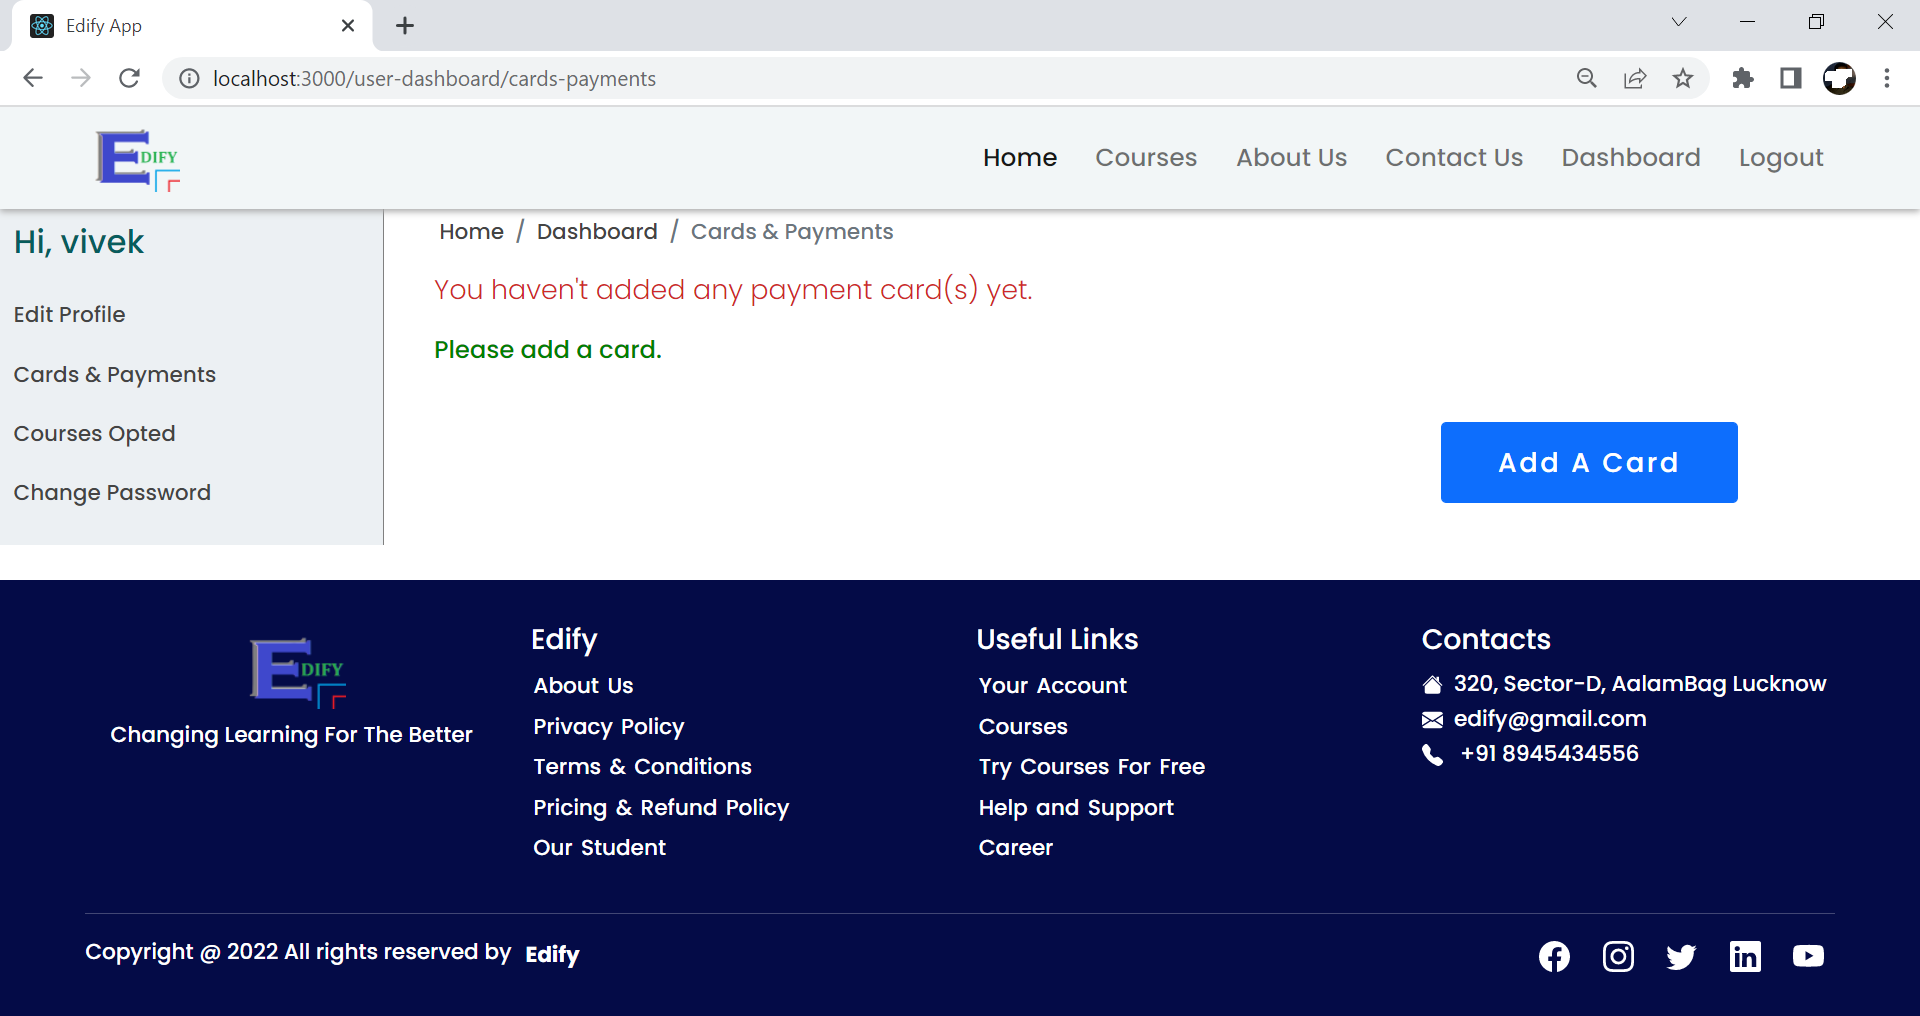 Edify App
localhost:3000/user-dashboard/cards-payments
EDIFY
Home Courses About Us Contact Us Dashboard Logout
Hi, vivek
Edit Profile
Cards & Payments
Courses Opted
Change Password
Home / Dashboard / Cards & Payments
You haven't added any payment card(s) yet.
Please add a card.
Add A Card
EDIFY
Changing Learning For The Better
Edify
About Us
Privacy Policy
Terms & Conditions
Pricing & Refund Policy
Our Student
Useful Links
Your Account
Courses
Try Courses For Free
Help and Support
Career
Contacts
320, Sector-D, AalamBag Lucknow
edify@gmail.com
+91 8945434556
Copyright @ 2022 All rights reserved by Edify
in